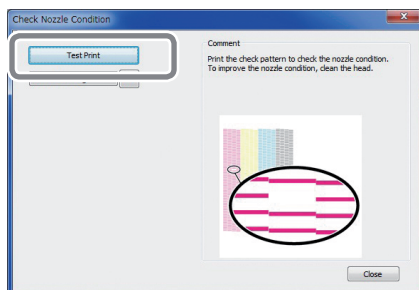 Check Nozzle Condition
Test Print
Comment
Print the check pattern to check the nozzle condition.
To improve the nozzle condition, clean the head.
Close